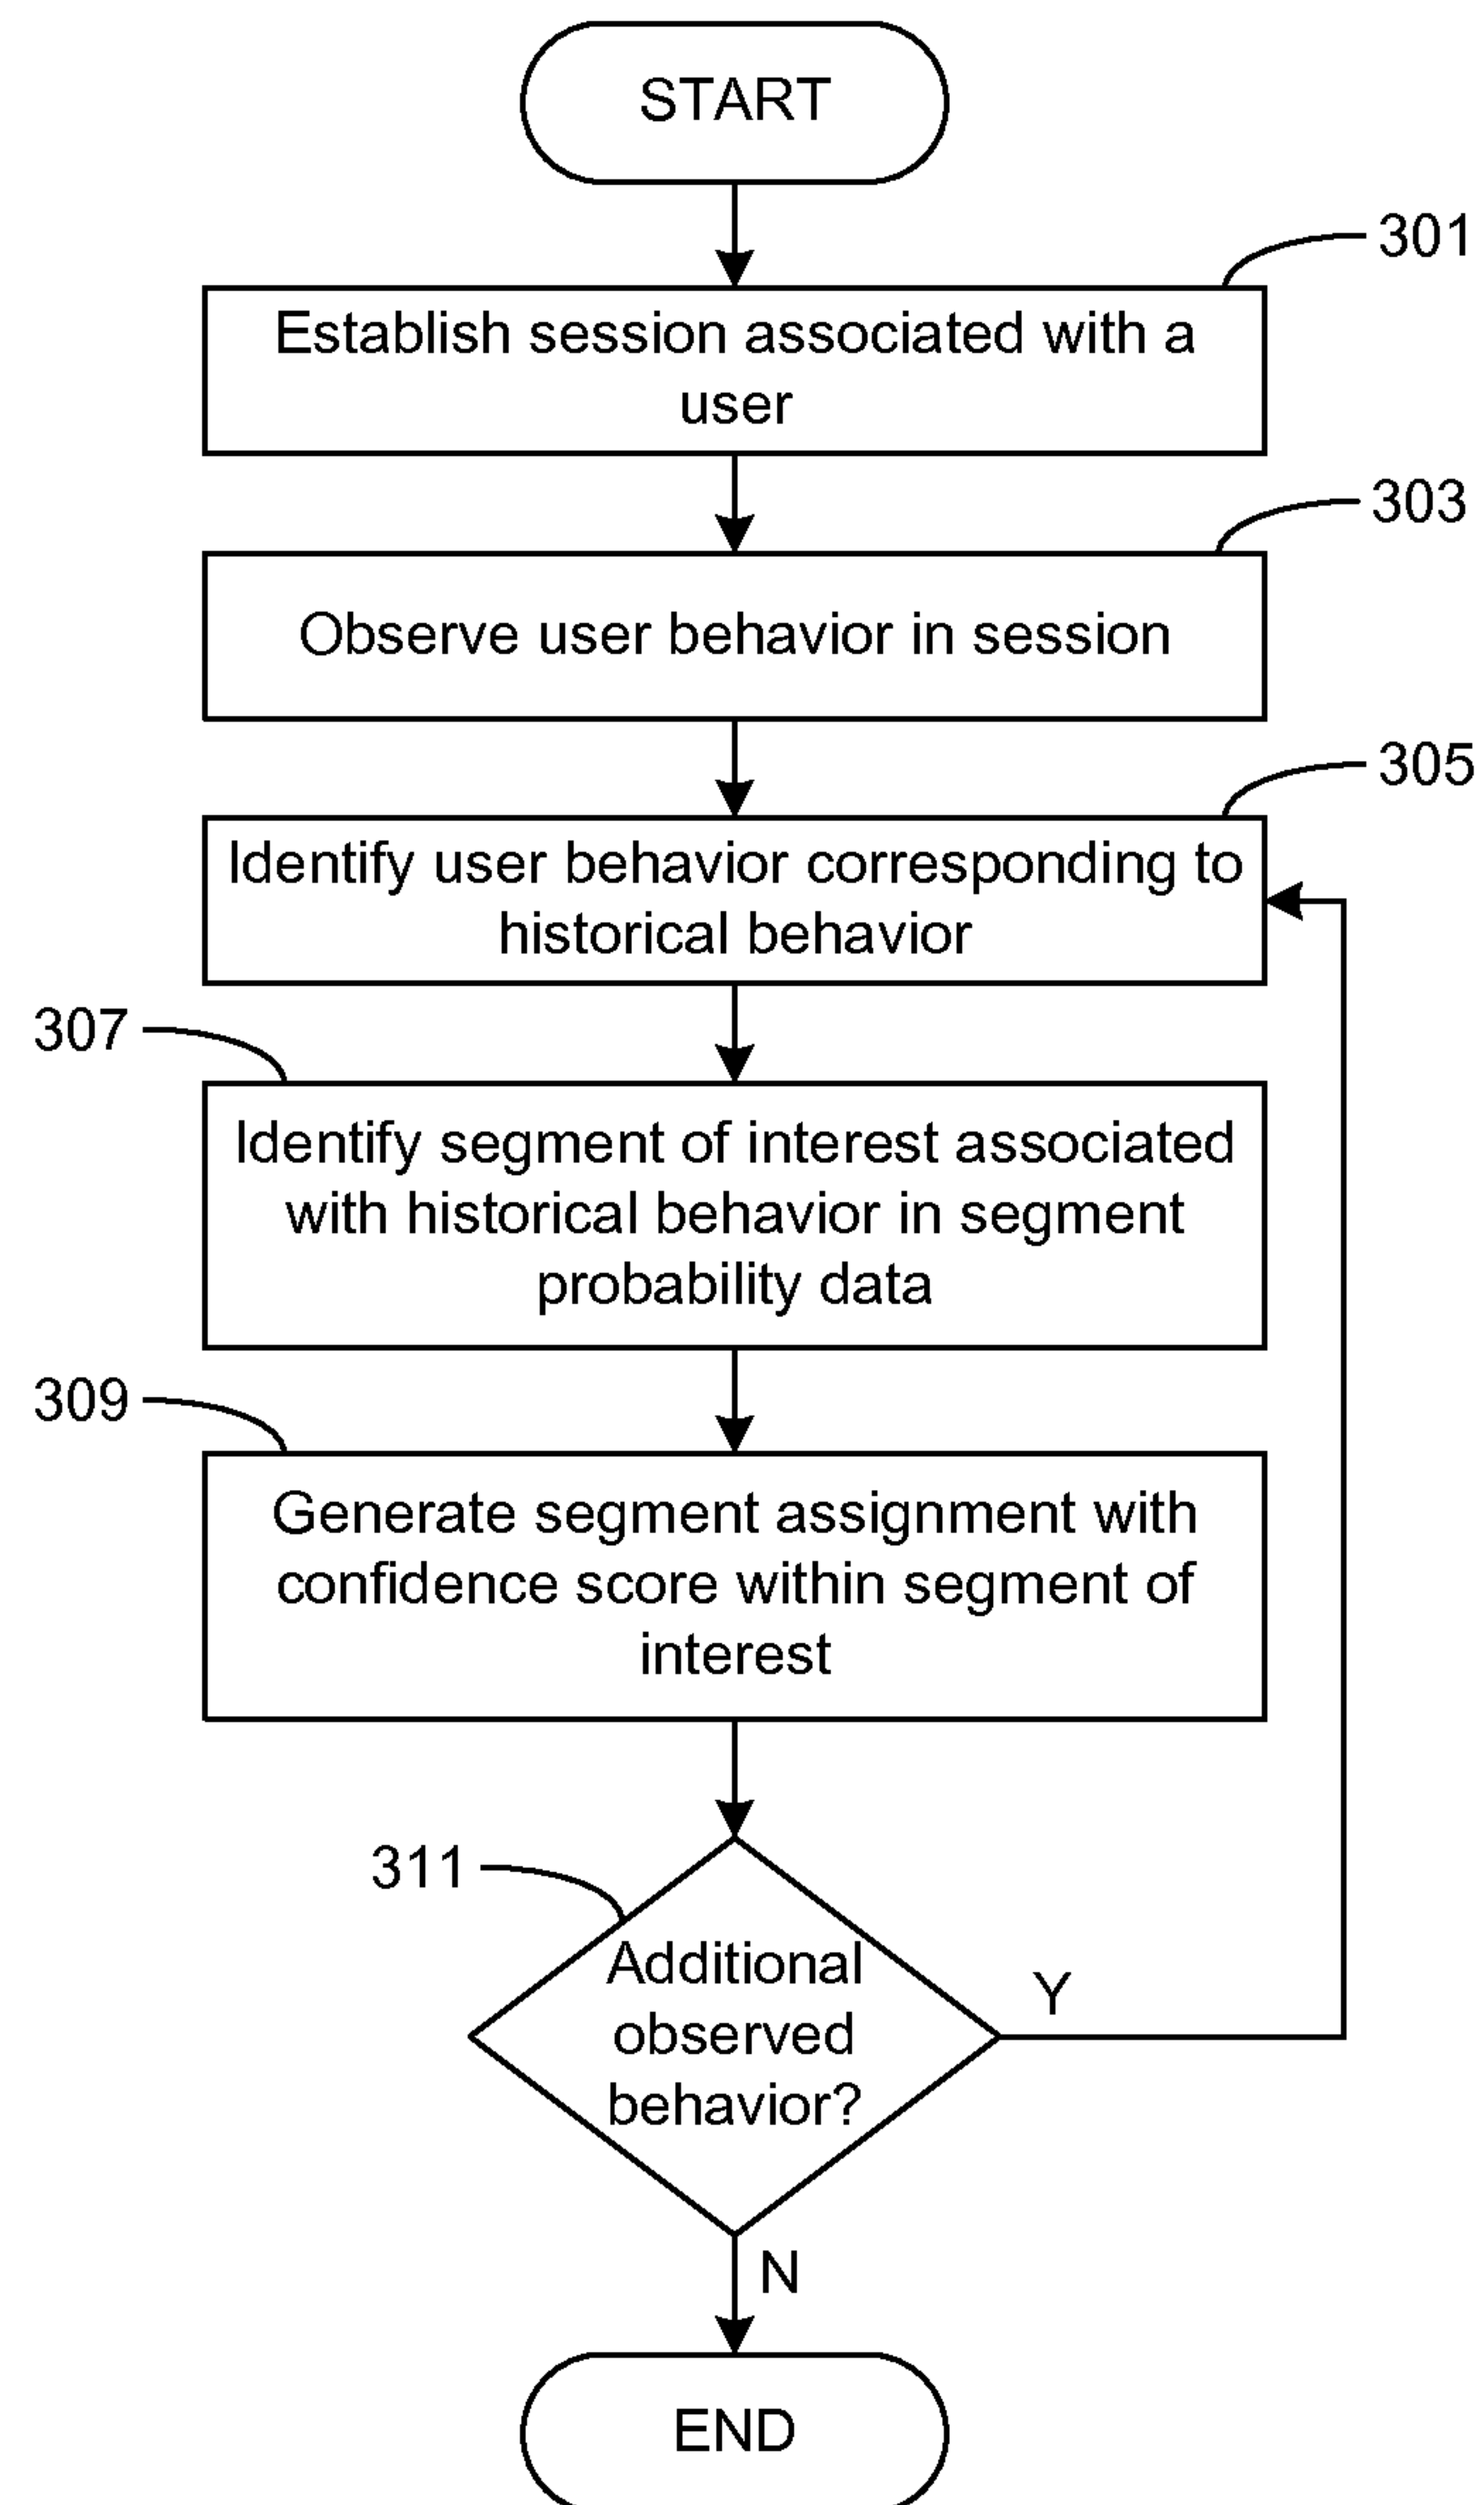 START
301
Establish session associated with a
user
303
Observe user behavior in session
305
Identify user behavior corresponding to
historical behavior
307
Identify segment of interest associated
with historical behavior in segment
probability data
309
Generate segment assignment with
confidence score within segment of
interest
311
Additional
observed
behavior?
Y
N
END